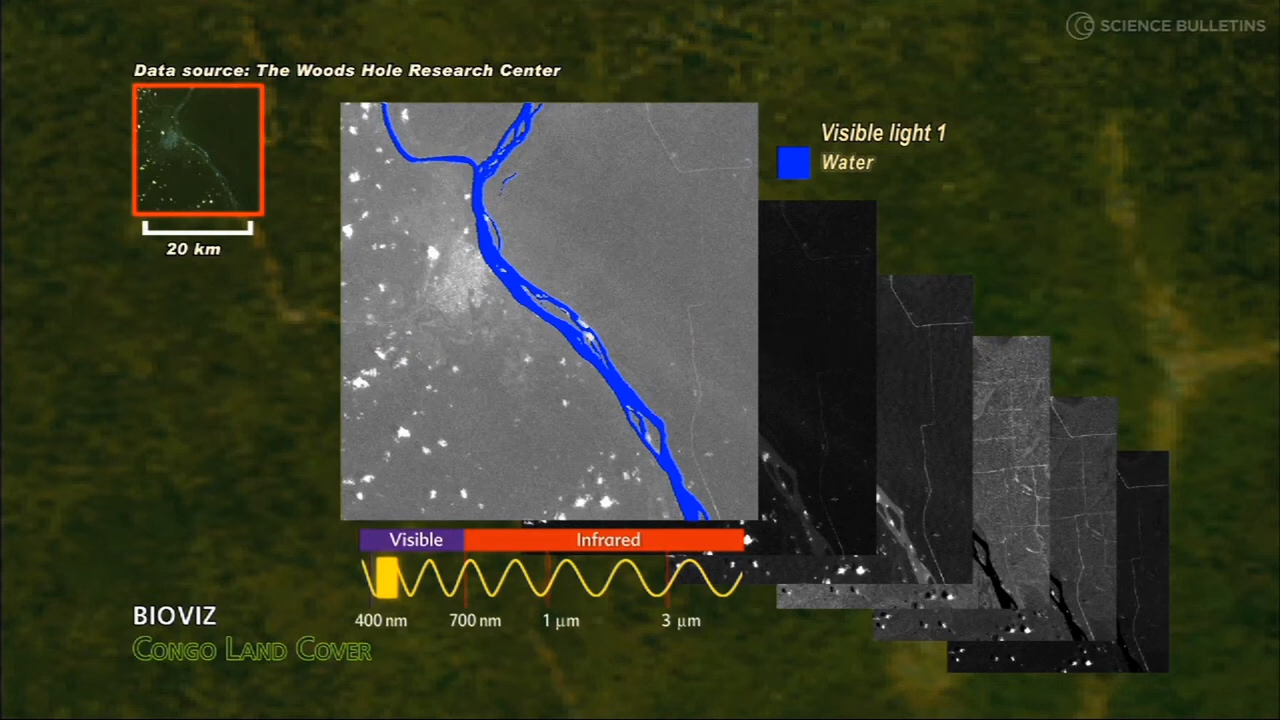 SCIENCE BULLETINS
Data source: The Woods Hole Research Center
20 km
Visible light 1
Water
Visible
Infrared
400 nm
700 nm
1 μm
3 μm
BIOVIZ
CONGO LAND COVER